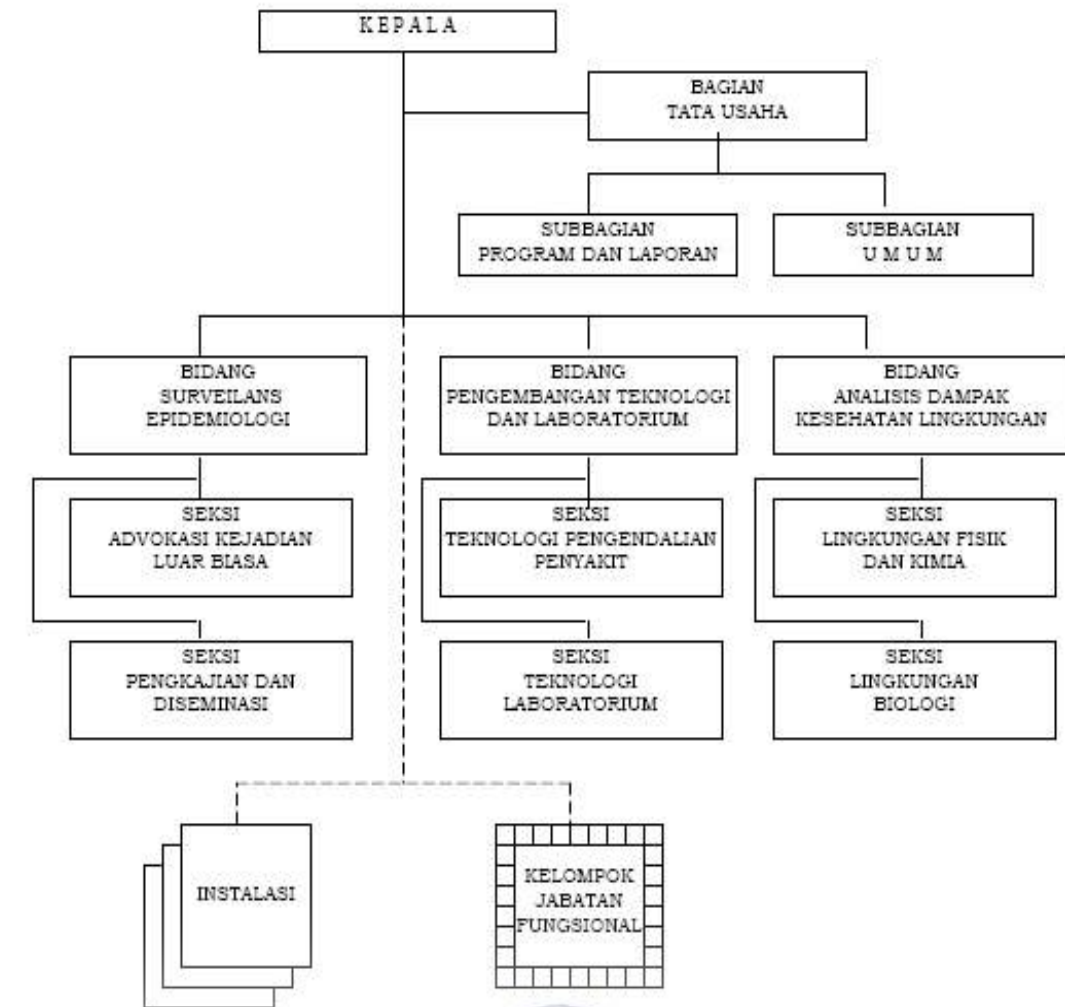 K E P A L A
BAGIAN
TATA USAHA
SUBBAGIAN
PROGRAM DAN LAPORAN
SUBBAGIAN
U M U M
BIDANG
SURVEILANS
EPIDEMIOLOGI
BIDANG
PENGEMBANGAN TEKNOLOGI
DAN LABORATORIUM
BIDANG
ANALISIS DAMPAK
KESEHATAN LINGKUNGAN
SEKSI
ADVOKASI KEJADIAN
LUAR BIASA
SEKSI
TEKNOLOGI PENGENDALIAN
PENYAKIT
SEKSI
LINGKUNGAN FISIK
DAN KIMIA
SEKSI
PENGKAJIAN DAN
DISEMINASI
SEKSI
TEKNOLOGI
LABORATORIUM
SEKSI
LINGKUNGAN
BIOLOGI
INSTALASI
KELOMPOK
JABATAN
FUNGSIONAL